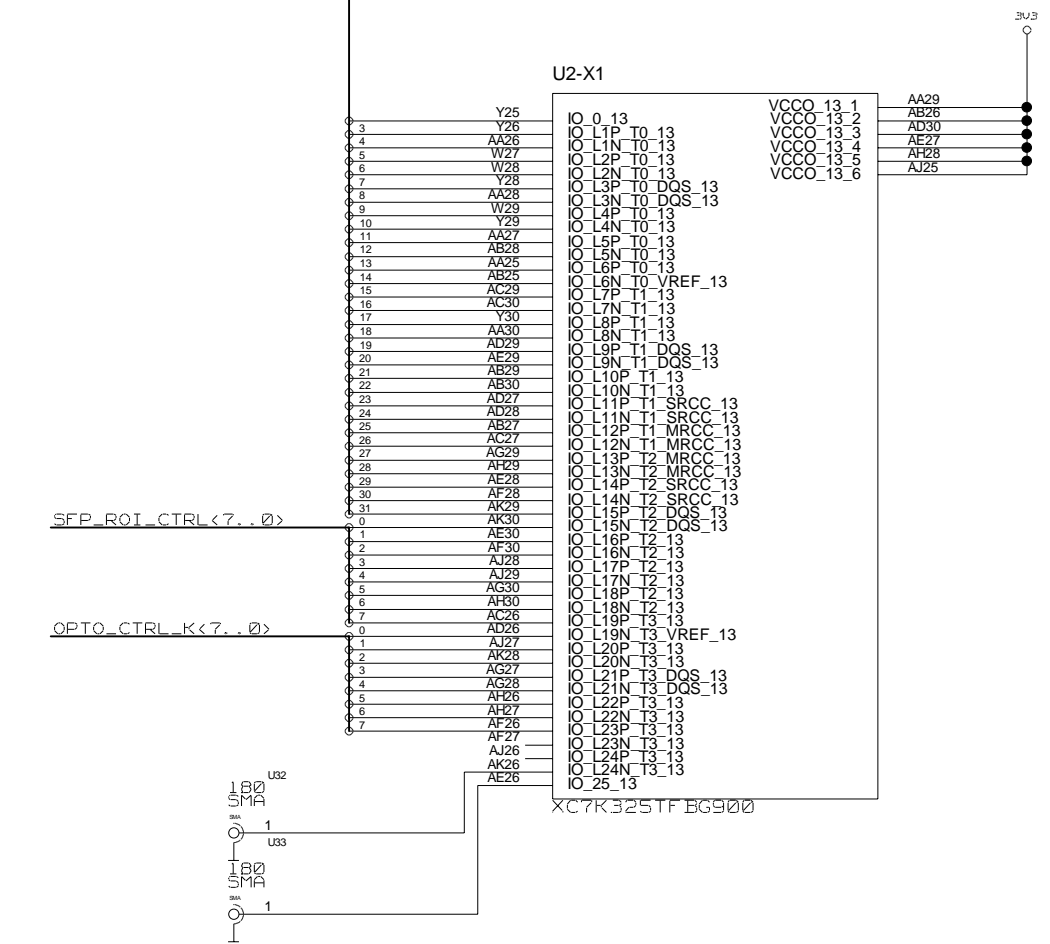 3V3
U2-X1
Y25 IO_0_13 VCCO_13_1 AA29
3 Y26 IO_L1P_T0_13 VCCO_13_2 AB26
4 AA26 IO_L1N_T0_13 VCCO_13_3 AD30
5 W27 IO_L2P_T0_13 VCCO_13_4 AE27
6 W28 IO_L2N_T0_13 VCCO_13_5 AH28
7 Y28 IO_L3P_T0_DQS_13 VCCO_13_6 AJ25
8 AA28 IO_L3N_T0_DQS_13
9 W29 IO_L4P_T0_13
10 Y29 IO_L4N_T0_13
11 AA27 IO_L5P_T0_13
12 AB28 IO_L5N_T0_13
13 AA25 IO_L6P_T0_13
14 AB25 IO_L6N_T0_VREF_13
15 AC29 IO_L7P_T1_13
16 AC30 IO_L7N_T1_13
17 Y30 IO_L8P_T1_13
18 AA30 IO_L8N_T1_13
19 AD29 IO_L9P_T1_DQS_13
20 AE29 IO_L9N_T1_DQS_13
21 AB29 IO_L10P_T1_13
22 AB30 IO_L10N_T1_13
23 AD27 IO_L11P_T1_SRCC_13
24 AD28 IO_L11N_T1_SRCC_13
25 AB27 IO_L12P_T1_MRCC_13
26 AC27 IO_L12N_T1_MRCC_13
27 AG29 IO_L13P_T2_MRCC_13
28 AH29 IO_L13N_T2_MRCC_13
29 AE28 IO_L14P_T2_SRCC_13
30 AF28 IO_L14N_T2_SRCC_13
31 AK29 IO_L15P_T2_DQS_13
SFP_ROI_CTRL<7..0> 0 AK30 IO_L15N_T2_DQS_13
1 AE30 IO_L16P_T2_13
2 AF30 IO_L16N_T2_13
3 AJ28 IO_L17P_T2_13
4 AJ29 IO_L17N_T2_13
5 AG30 IO_L18P_T2_13
6 AH30 IO_L18N_T2_13
7 AC26 IO_L19P_T3_13
OPTO_CTRL_K<7..0> 0 AD26 IO_L19N_T3_VREF_13
1 AJ27 IO_L20P_T3_13
2 AK28 IO_L20N_T3_13
3 AG27 IO_L21P_T3_DQS_13
4 AG28 IO_L21N_T3_DQS_13
5 AH26 IO_L22P_T3_13
6 AH27 IO_L22N_T3_13
7 AF26 IO_L23P_T3_13
AF27 IO_L23N_T3_13
AJ26 IO_L24P_T3_13
AK26 IO_L24N_T3_13
AE26 IO_25_13
XC7K325TFBG900
U32
180
SMA
SMA
1
U33
180
SMA
SMA
1